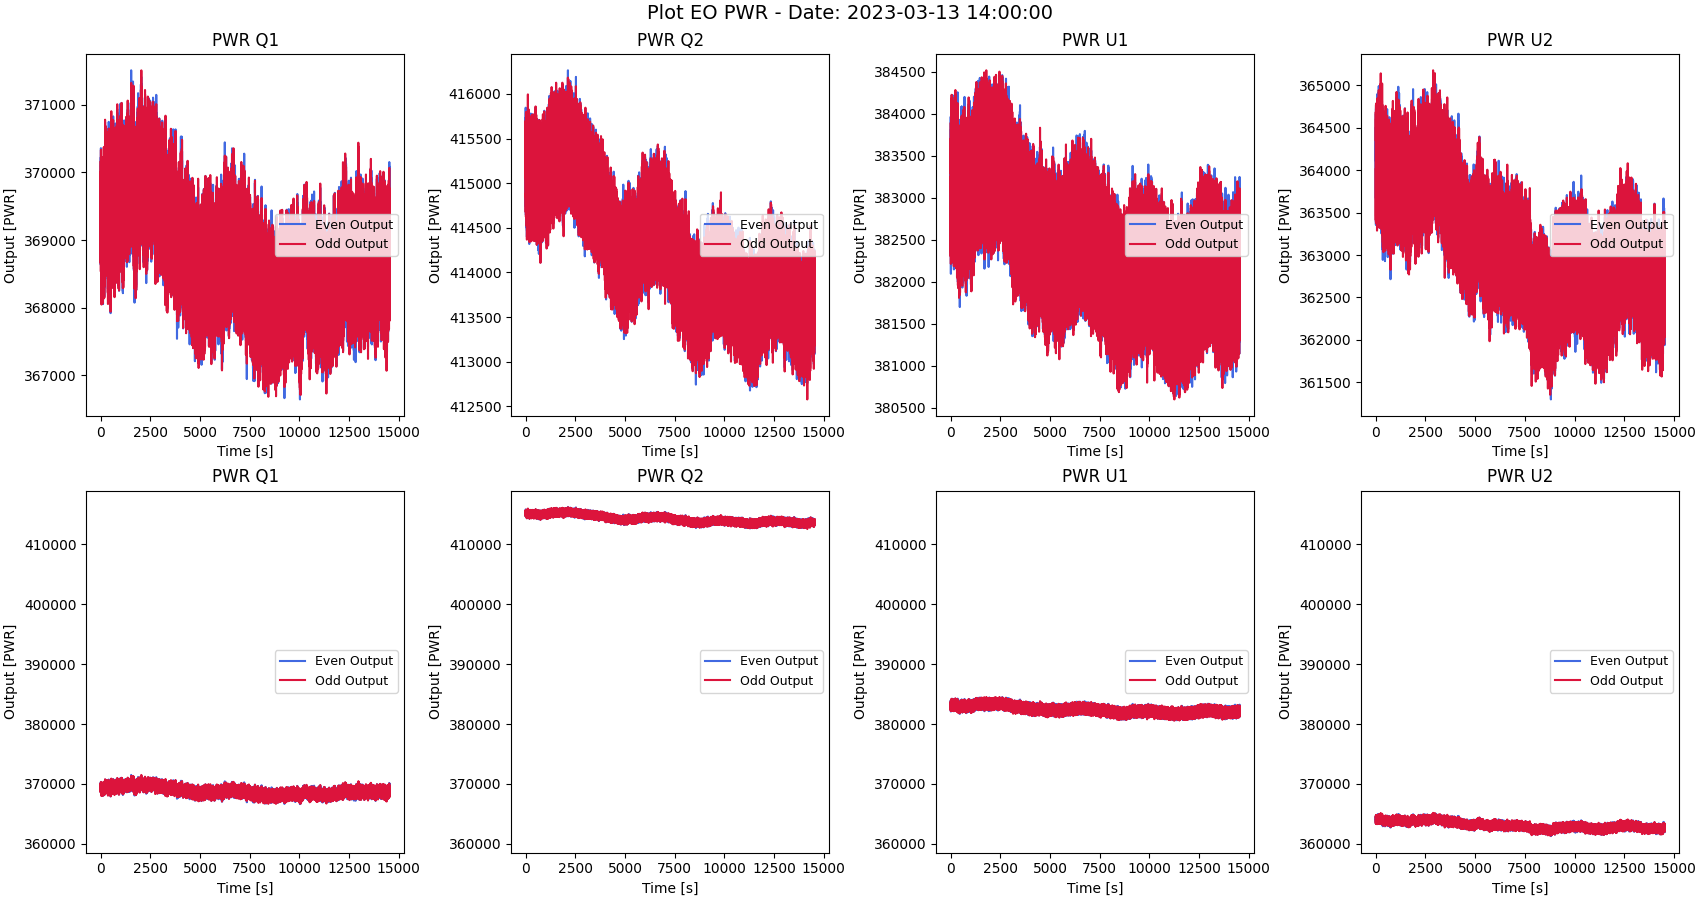 Plot EO PWR - Date: 2023-03-13 14:00:00
PWR Q1
Output [PWR]
371000
370000
369000
368000
367000
Even Output
Odd Output
0 2500 5000 7500 10000 12500 15000
Time [s]
PWR Q2
Output [PWR]
416000
415500
415000
414500
414000
413500
413000
412500
Even Output
Odd Output
0 2500 5000 7500 10000 12500 15000
Time [s]
PWR U1
Output [PWR]
384500
384000
383500
383000
382500
382000
381500
381000
380500
Even Output
Odd Output
0 2500 5000 7500 10000 12500 15000
Time [s]
PWR U2
Output [PWR]
365000
364500
364000
363500
363000
362500
362000
361500
Even Output
Odd Output
0 2500 5000 7500 10000 12500 15000
Time [s]
PWR Q1
Output [PWR]
410000
400000
390000
380000
370000
360000
Even Output
Odd Output
0 2500 5000 7500 10000 12500 15000
Time [s]
PWR Q2
Output [PWR]
410000
400000
390000
380000
370000
360000
Even Output
Odd Output
0 2500 5000 7500 10000 12500 15000
Time [s]
PWR U1
Output [PWR]
410000
400000
390000
380000
370000
360000
Even Output
Odd Output
0 2500 5000 7500 10000 12500 15000
Time [s]
PWR U2
Output [PWR]
410000
400000
390000
380000
370000
360000
Even Output
Odd Output
0 2500 5000 7500 10000 12500 15000
Time [s]